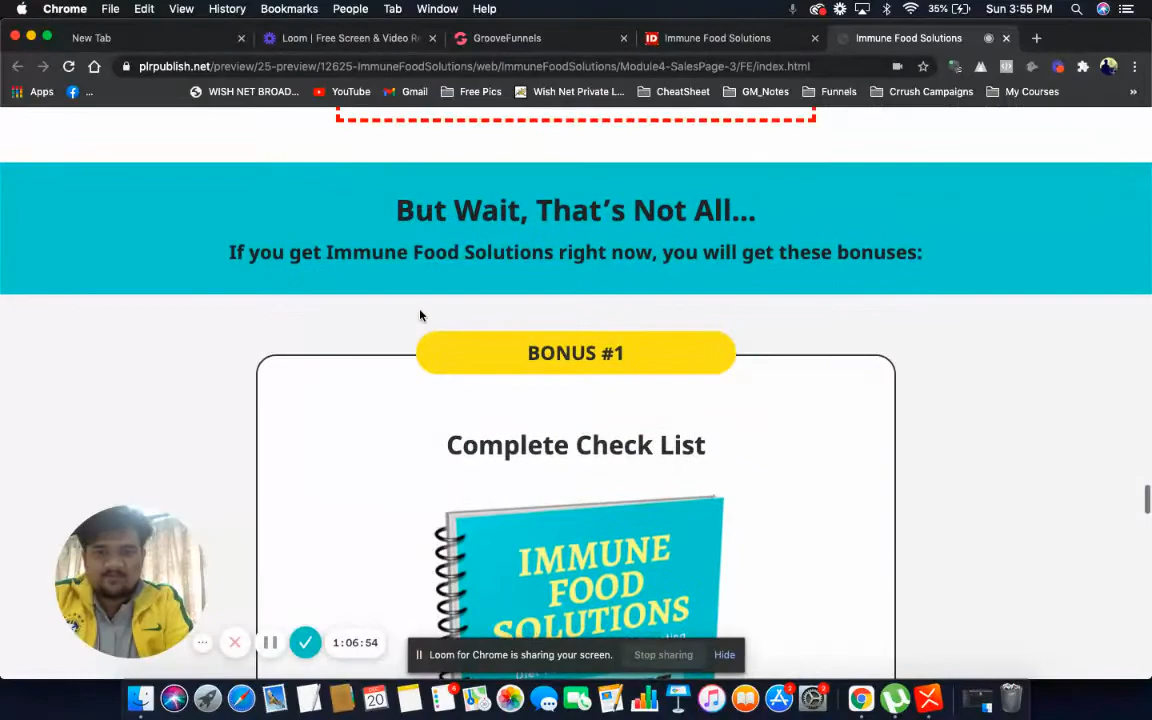 Chrome File Edit View History Bookmarks People Tab Window Help 35% Sun 3:55 PM
New Tab Loom | Free Screen & Video Re GrooveFunnels ID Immune Food Solutions Immune Food Solutions
plrpublish.net/preview/25-preview/12625-ImmuneFoodSolutions/web/ImmuneFoodSolutions/Module4-SalesPage-3/FE/index.html
Apps ... WISH NET BROAD... YouTube Gmail Free Pics Wish Net Private L... CheatSheet GM_Notes Funnels Crrush Campaigns My Courses »
But Wait, That's Not All...
If you get Immune Food Solutions right now, you will get these bonuses:
BONUS #1
Complete Check List
IMMUNE
FOOD
SOLUTIONS
1:06:54
Loom for Chrome is sharing your screen. Stop sharing Hide
DEC
20